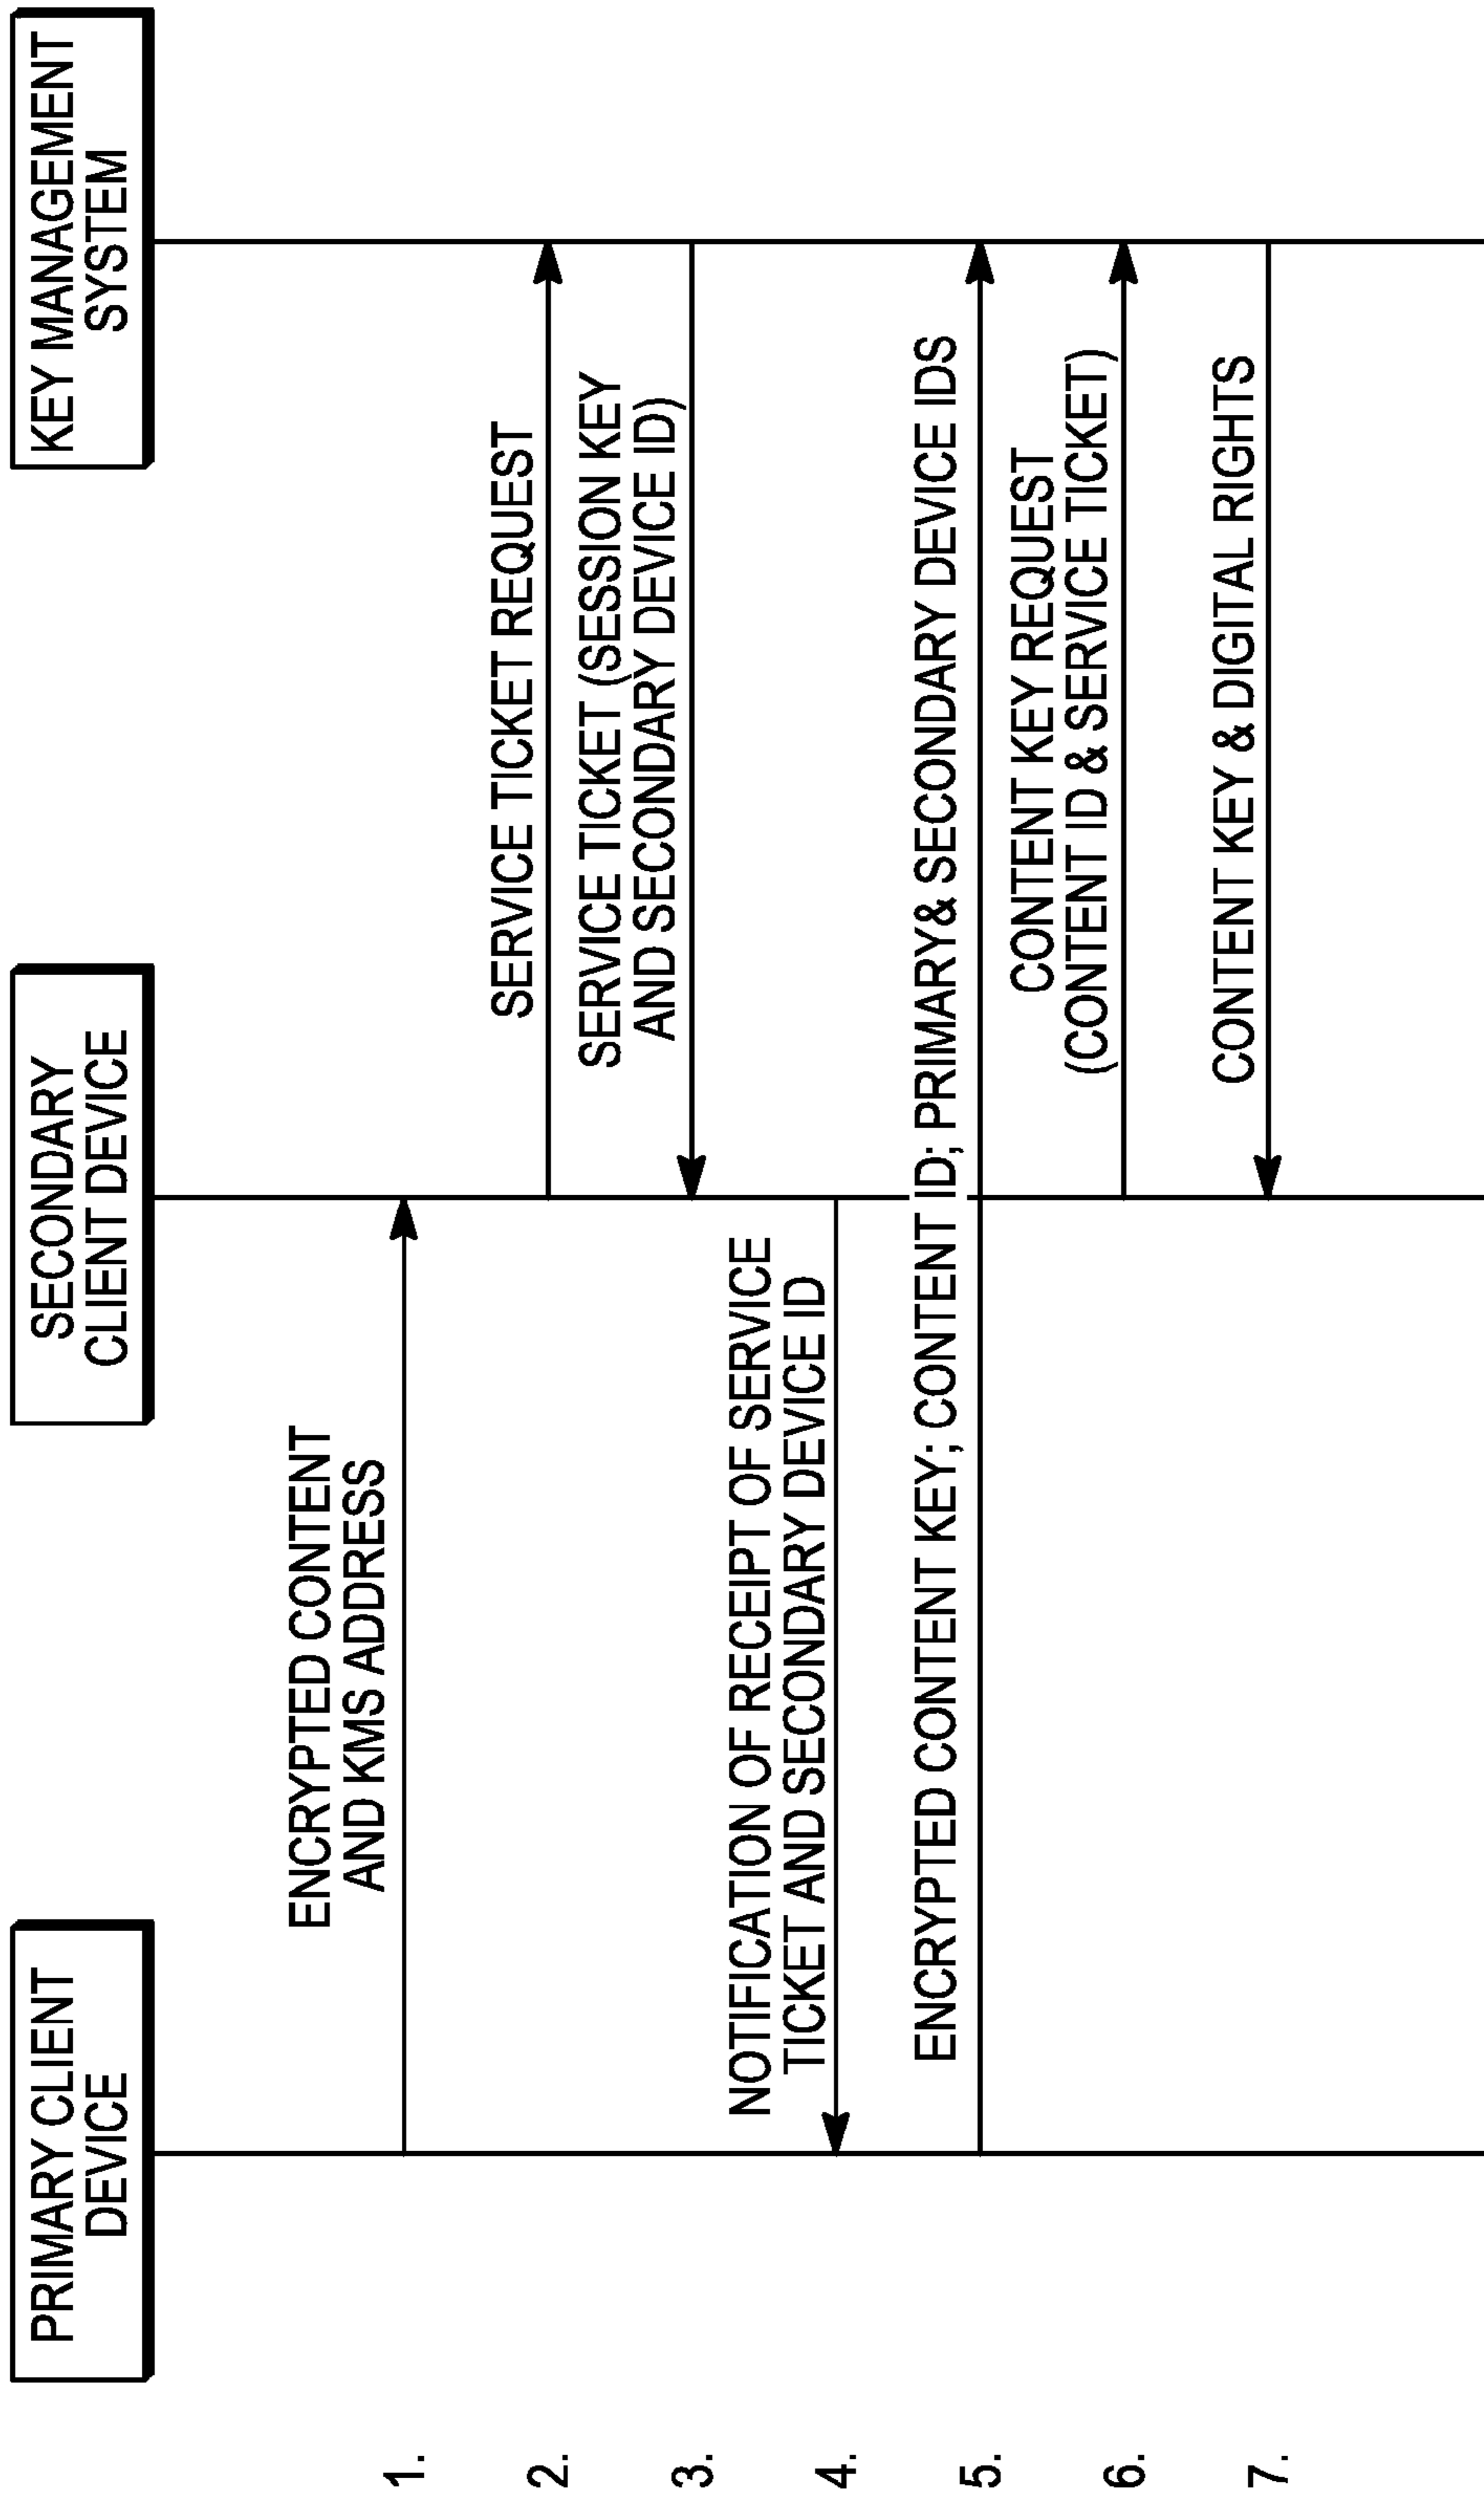 PRIMARY CLIENT
DEVICE
SECONDARY
CLIENT DEVICE
KEY MANAGEMENT
SYSTEM
1.
ENCRYPTED CONTENT
AND KMS ADDRESS
2.
SERVICE TICKET REQUEST
3.
SERVICE TICKET (SESSION KEY
AND SECONDARY DEVICE ID)
4.
NOTIFICATION OF RECEIPT OF SERVICE
TICKET AND SECONDARY DEVICE ID
5.
ENCRYPTED CONTENT KEY; CONTENT ID; PRIMARY & SECONDARY DEVICE IDS
6.
CONTENT KEY REQUEST
(CONTENT ID & SERVICE TICKET)
7.
CONTENT KEY & DIGITAL RIGHTS